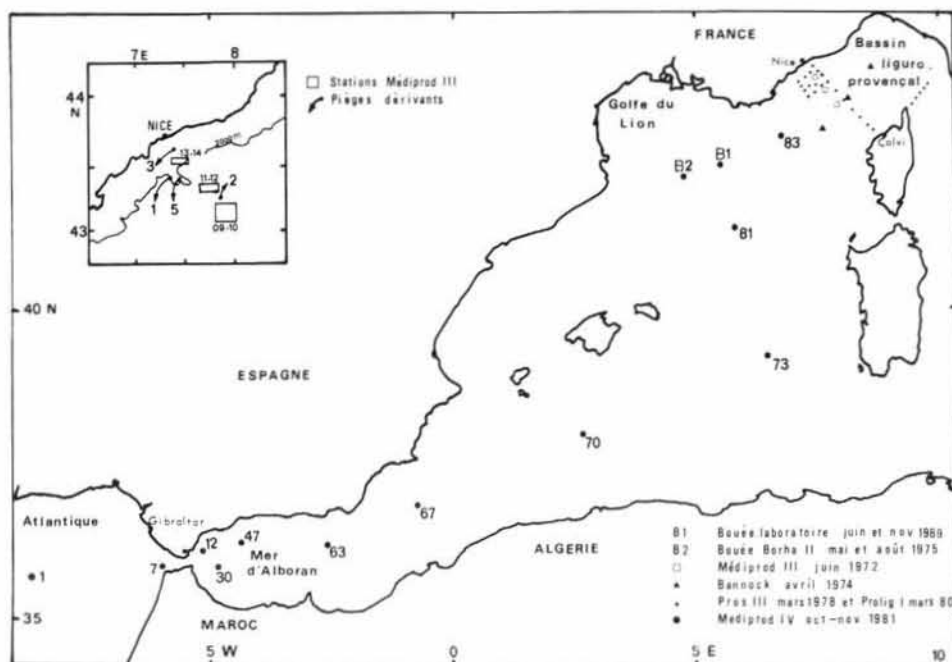 7E 8
44
N
NICE
2000m
13-14
3
11-12
2
1 5
09-10
43
Stations Médiprod III
Pièges dérivants
FRANCE
Bassin
liguro
provençal
Nice
Golfe du
Lion
Calvi
83
B1
B2
81
40 N
ESPAGNE
73
70
67
Atlantique
Gibraltar
12
47
Mer
d'Alboran
63
ALGERIE
7
30
1
35
MAROC
5 W 0 5 E 10
B1 Bouée laboratoire juin et nov 1969
B2 Bouée Borha II mai et août 1975
Médiprod III juin 1972
Bannock avril 1974
Pros III mars 1978 et Prolig I mars 80
Médiprod IV oct-nov 1981